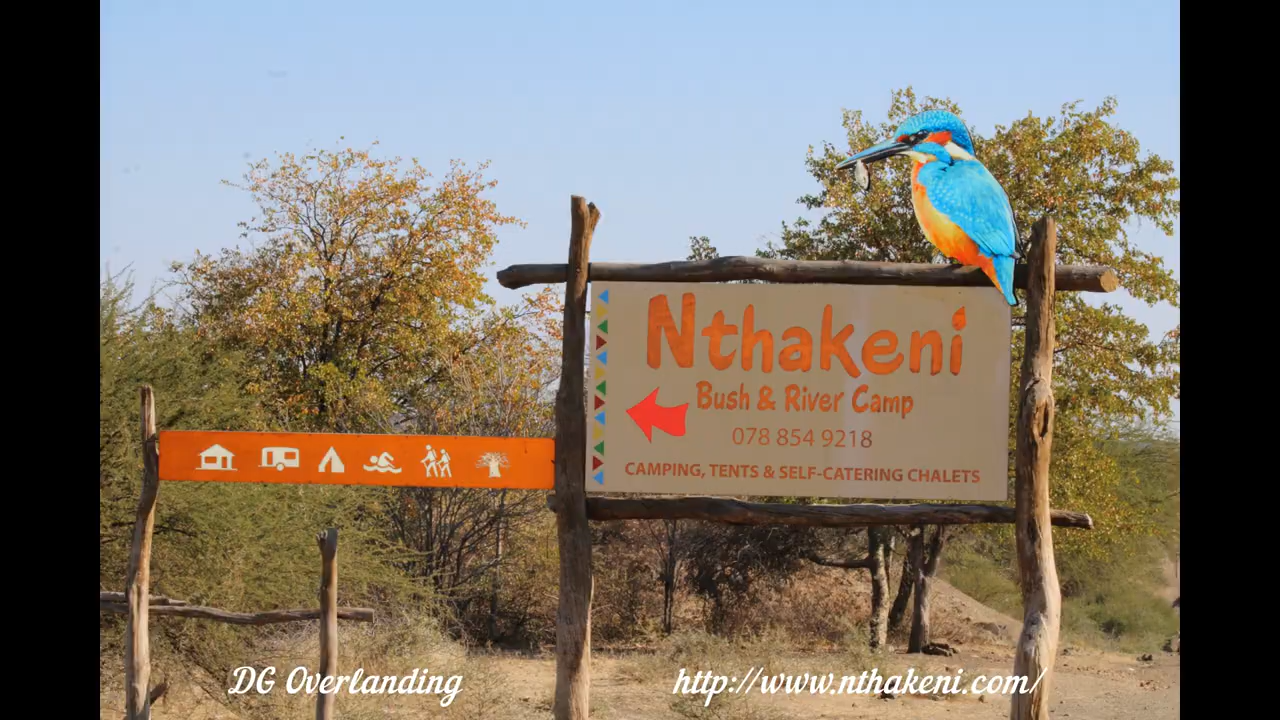 Nthakeni
Bush & River Camp
078 854 9218
CAMPING, TENTS & SELF-CATERING CHALETS
DG Overlanding
http://www.nthakeni.com/